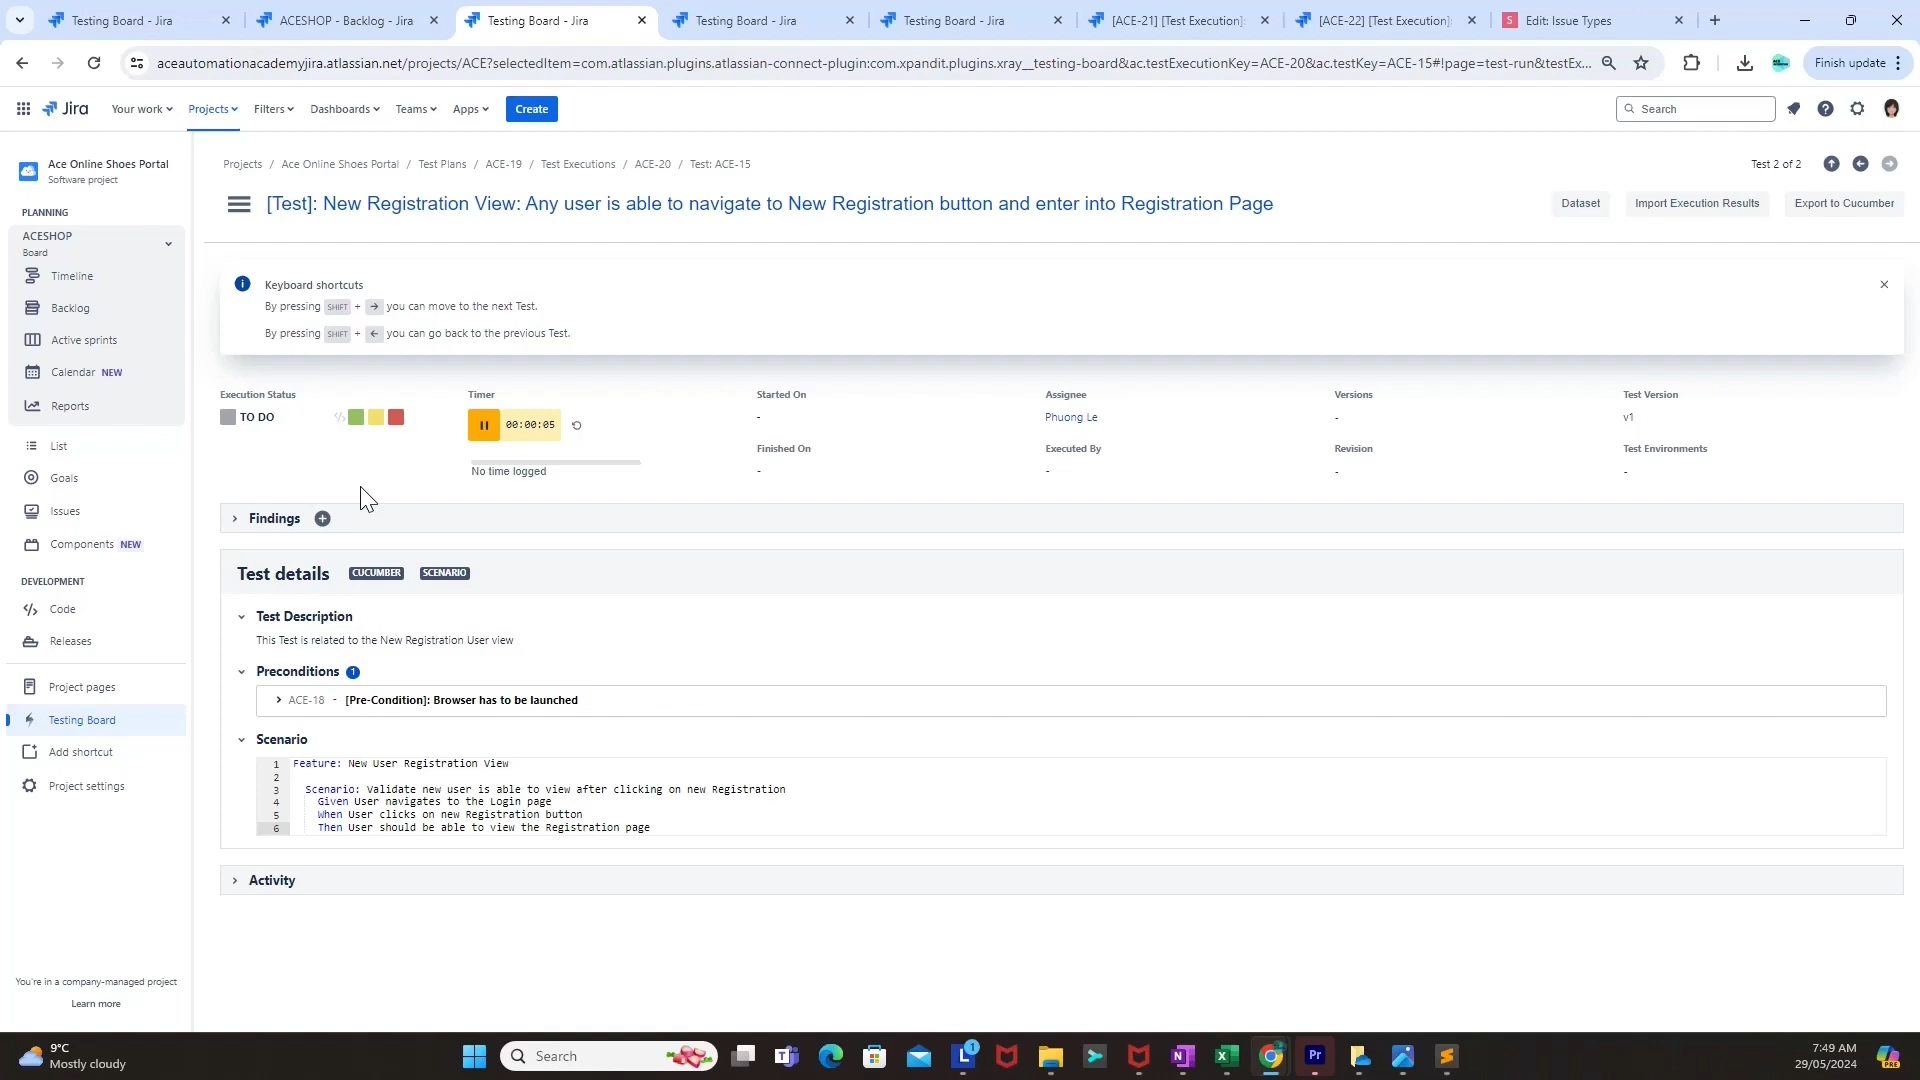 Testing Board - Jira
ACESHOP - Backlog - Jira
Testing Board - Jira
Testing Board - Jira
Testing Board - Jira
[ACE-21] [Test Execution]:
[ACE-22] [Test Execution]:
S Edit: Issue Types
aceautomationacademyjira.atlassian.net/projects/ACE?selectedItem=com.atlassian.plugins.atlassian-connect-plugin:com.xpandit.plugins.xray__testing-board&ac.testExecutionKey=ACE-20&ac.testKey=ACE-15#!page=test-run&testEx...
Finish update
Jira
Your work
Projects
Filters
Dashboards
Teams
Apps
Create
Search
Ace Online Shoes Portal
Software project
PLANNING
ACESHOP
Board
Timeline
Backlog
Active sprints
Calendar NEW
Reports
List
Goals
Issues
Components NEW
DEVELOPMENT
Code
Releases
Project pages
Testing Board
Add shortcut
Project settings
You're in a company-managed project
Learn more
Projects / Ace Online Shoes Portal / Test Plans / ACE-19 / Test Executions / ACE-20 / Test: ACE-15
Test 2 of 2
[Test]: New Registration View: Any user is able to navigate to New Registration button and enter into Registration Page
Dataset
Import Execution Results
Export to Cucumber
Keyboard shortcuts
By pressing SHIFT + → you can move to the next Test.
By pressing SHIFT + ← you can go back to the previous Test.
Execution Status
TO DO
Timer
00:00:05
No time logged
Started On
-
Finished On
-
Assignee
Phuong Le
Executed By
-
Versions
-
Revision
-
Test Version
v1
Test Environments
-
Findings
Test details CUCUMBER SCENARIO
Test Description
This Test is related to the New Registration User view
Preconditions 1
ACE-18 - [Pre-Condition]: Browser has to be launched
Scenario
1 Feature: New User Registration View
2
3 Scenario: Validate new user is able to view after clicking on new Registration
4 Given User navigates to the Login page
5 When User clicks on new Registration button
6 Then User should be able to view the Registration page
Activity
9°C
Mostly cloudy
Search
L
1
N
Pr
PRE
7:49 AM
29/05/2024